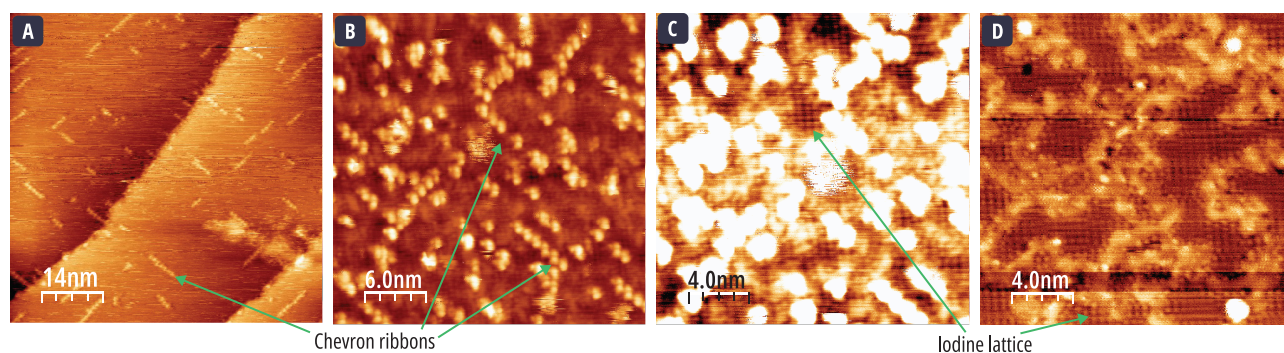 A
B
C
D
14nm
6.0nm
4.0nm
4.0nm
Chevron ribbons
Iodine lattice